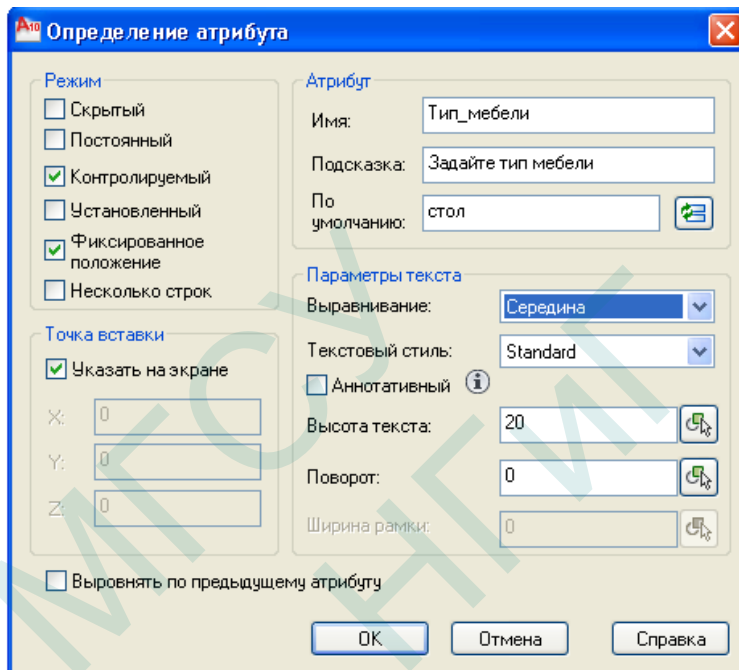 A10 Определение атрибута
Режим
Скрытый
Постоянный
Контролируемый
Установленный
Фиксированное
положение
Несколько строк
Точка вставки
Указать на экране
X: 0
Y: 0
Z: 0
Атрибут
Имя: Тип_мебели
Подсказка: Задайте тип мебели
По
умолчанию: стол
Параметры текста
Выравнивание: Середина
Текстовый стиль: Standard
Аннотативный
Высота текста: 20
Поворот: 0
Ширина рамки: 0
Выровнять по предыдущему атрибуту
OK Отмена Справка
МГСУ
НГИГ